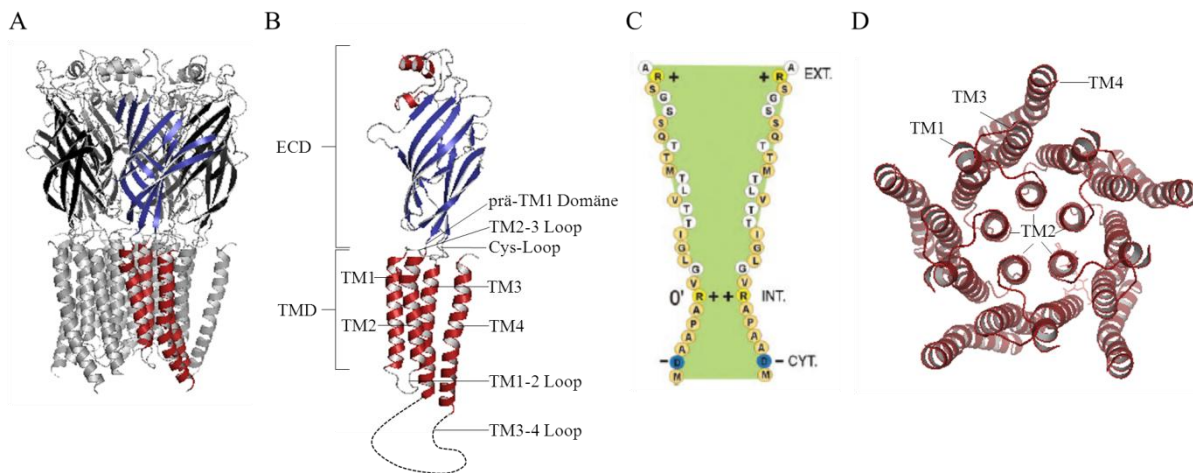 A
B
C
D
ECD
TMD
prä-TM1 Domäne
TM2-3 Loop
Cys-Loop
TM1
TM3
TM2
TM4
TM1-2 Loop
TM3-4 Loop
A A
R + + R EXT.
S S
G G
S S
S S
Q Q
T T
T T
M M
T T
L L
V V
T T
T T
I I
G G
L L
G G
V V
0' R + + R INT.
A A
P P
A A
A A
- D D - CYT.
M M
TM4
TM3
TM1
TM2